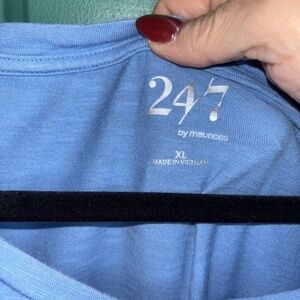 24/7
by maurices
XL
MADE IN VIETNAM